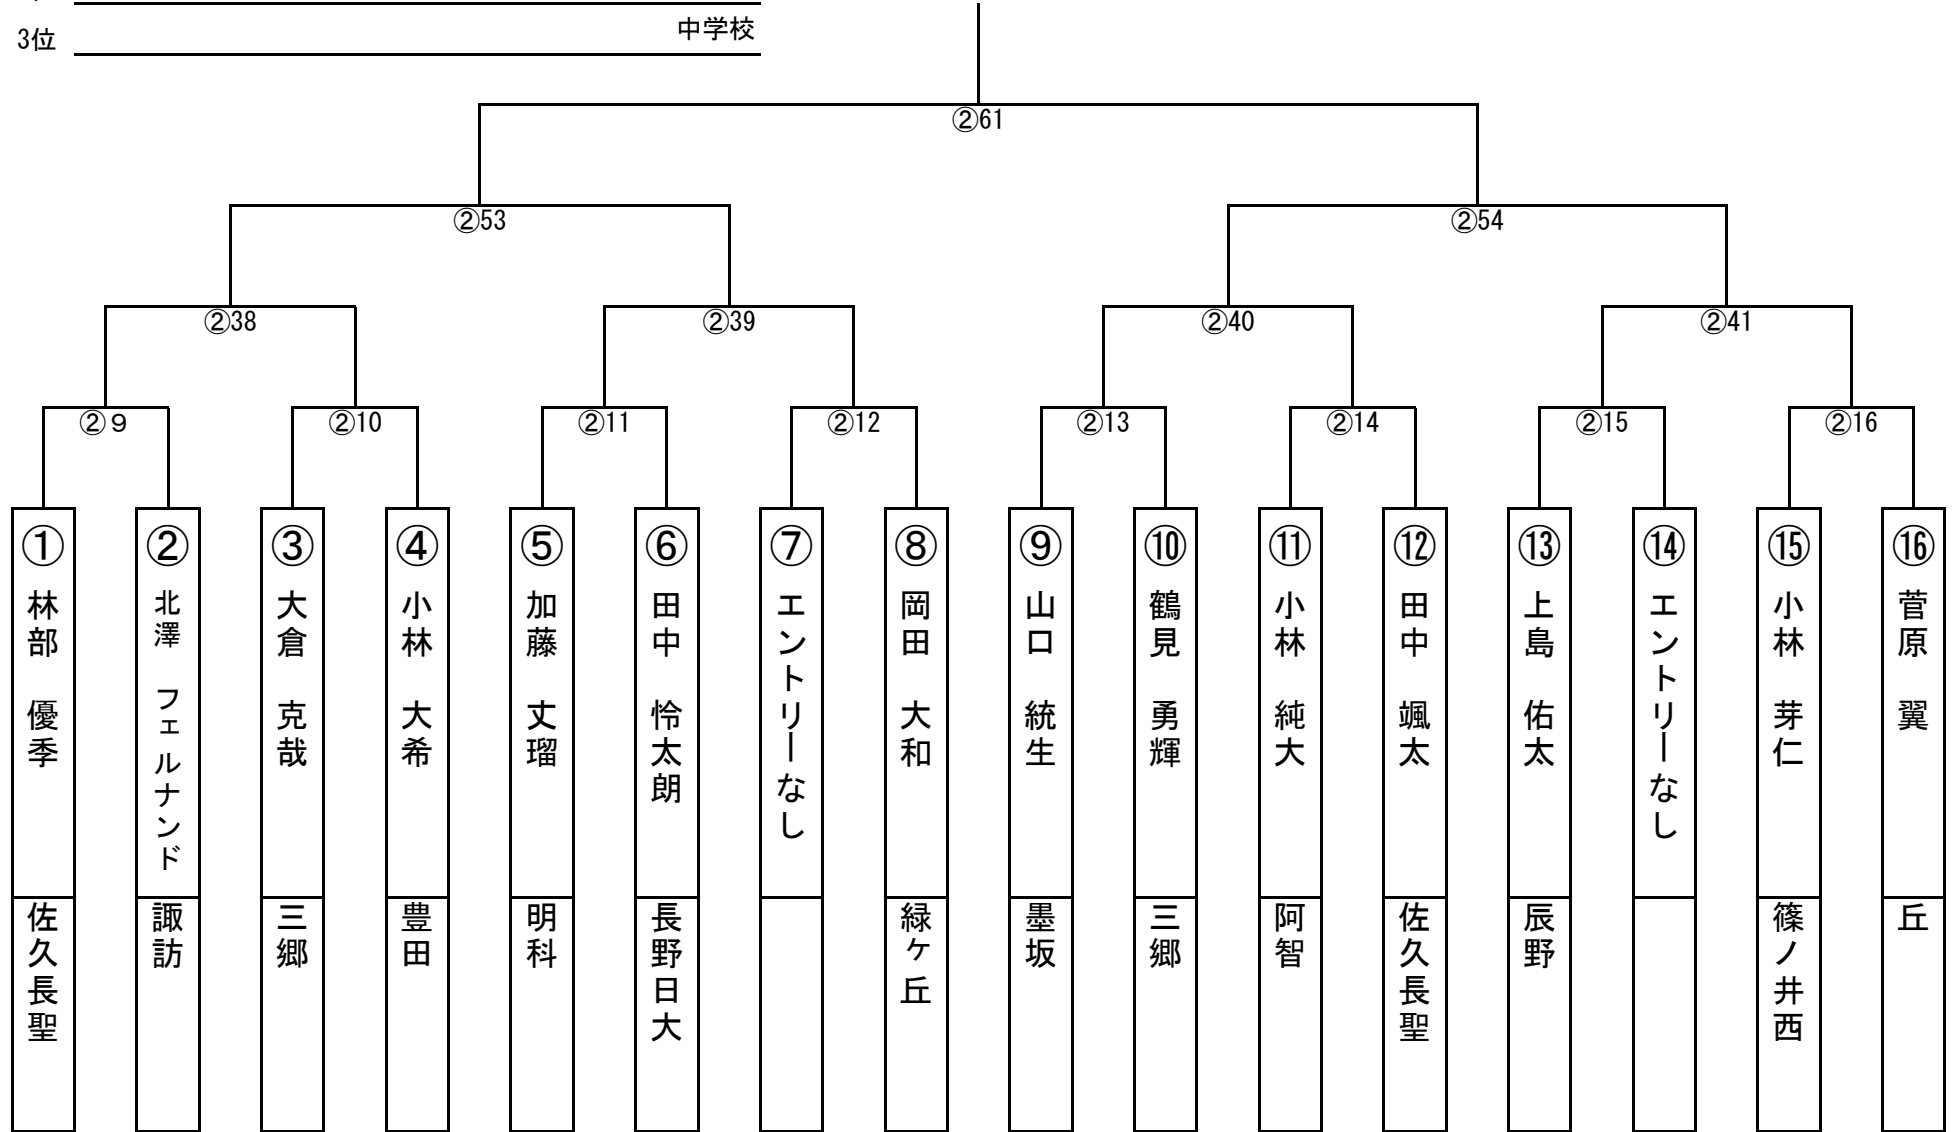 中学校
3位
②61
②53
②54
②38
②39
②40
②41
②９
②10
②11
②12
②13
②14
②15
②16
① 林部 優季 佐久長聖
② 北澤 フェルナンド 諏訪
③ 大倉 克哉 三郷
④ 小林 大希 豊田
⑤ 加藤 丈瑠 明科
⑥ 田中 怜太朗 長野日大
⑦ エントリーなし
⑧ 岡田 大和 緑ケ丘
⑨ 山口 統生 墨坂
⑩ 鶴見 勇輝 三郷
⑪ 小林 純大 阿智
⑫ 田中 颯太 佐久長聖
⑬ 上島 佑太 辰野
⑭ エントリーなし
⑮ 小林 芽仁 篠ノ井西
⑯ 菅原 翼 丘